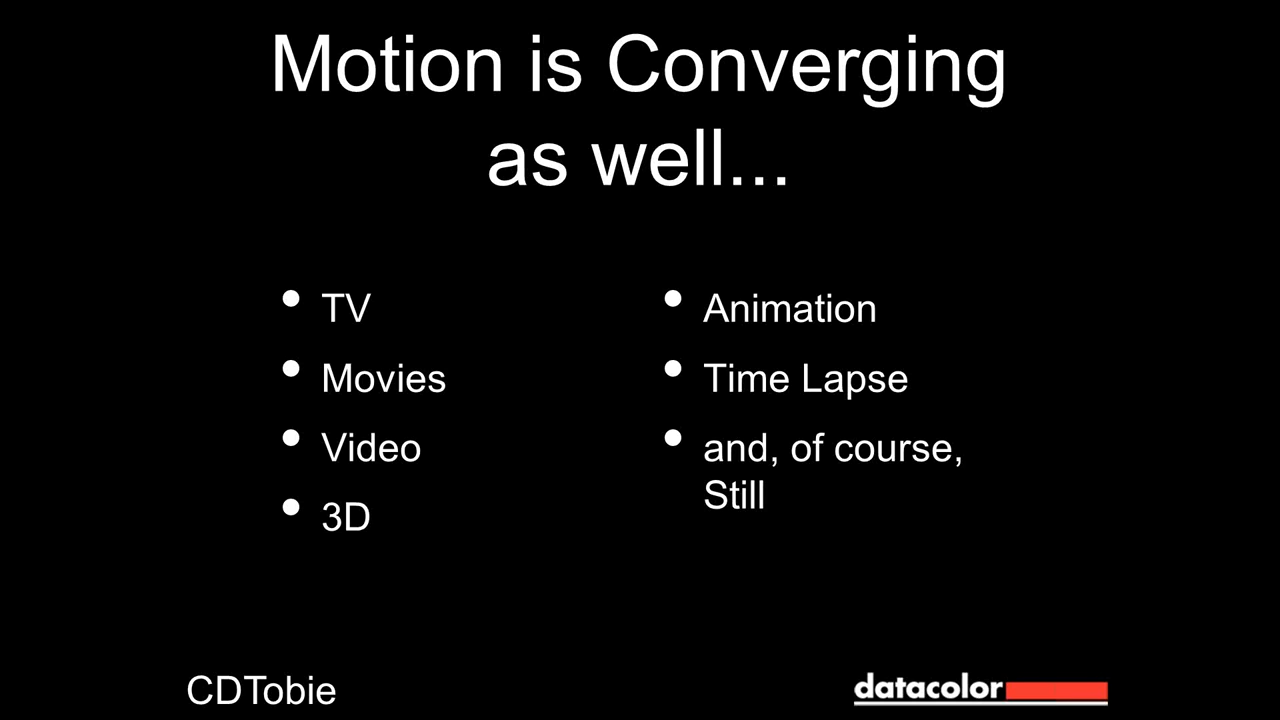 Motion is Converging
as well...
• TV
• Movies
• Video
• 3D
• Animation
• Time Lapse
• and, of course,
Still
CDTobie
datacolor